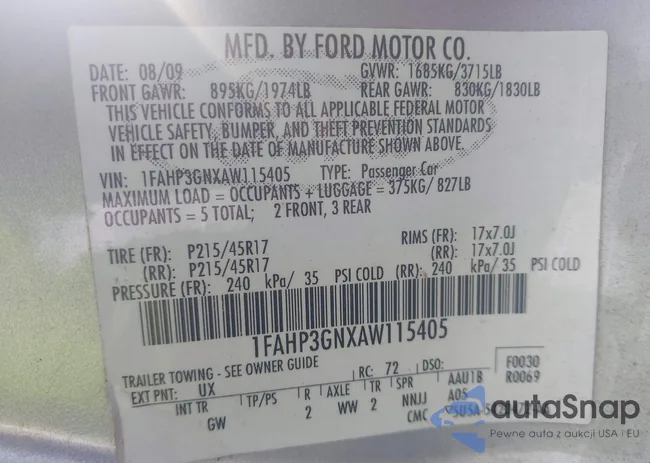 MFD. BY FORD MOTOR CO.
DATE: 08/09 GVWR: 1685KG/3715LB
FRONT GAWR: 895KG/1974LB REAR GAWR: 830KG/1830LB
THIS VEHICLE CONFORMS TO ALL APPLICABLE FEDERAL MOTOR
VEHICLE SAFETY, BUMPER, AND THEFT PREVENTION STANDARDS
IN EFFECT ON THE DATE OF MANUFACTURE SHOWN ABOVE.
VIN: 1FAHP3GNXAW115405 TYPE: Passenger Car
MAXIMUM LOAD = OCCUPANTS + LUGGAGE = 375KG/ 827LB
OCCUPANTS = 5 TOTAL; 2 FRONT, 3 REAR
TIRE (FR): P215/45R17 RIMS (FR): 17x7.0J
(RR): P215/45R17 (RR): 17x7.0J
PRESSURE (FR): 240 kPa/ 35 PSI COLD (RR): 240 kPa/ 35 PSI COLD
1FAHP3GNXAW115405
TRAILER TOWING - SEE OWNER GUIDE RC: 72 DSO: F0030
EXT PNT: UX R0069
INT TR TP/PS R AXLE TR SPR AAU1B
GW 2 WW 2 NNJJ A05
CMC
autoSnap
Pewne auta z aukcji USA i EU